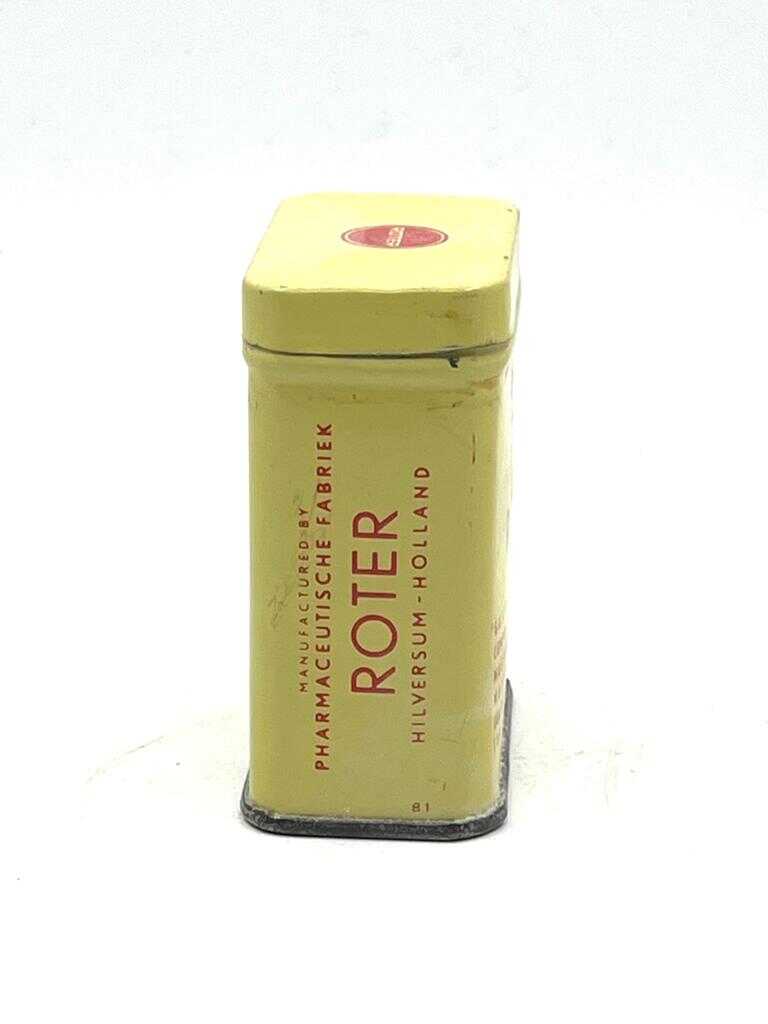 MANUFACTURED BY
PHARMACEUTISCHE FABRIEK
ROTER
HILVERSUM-HOLLAND
81